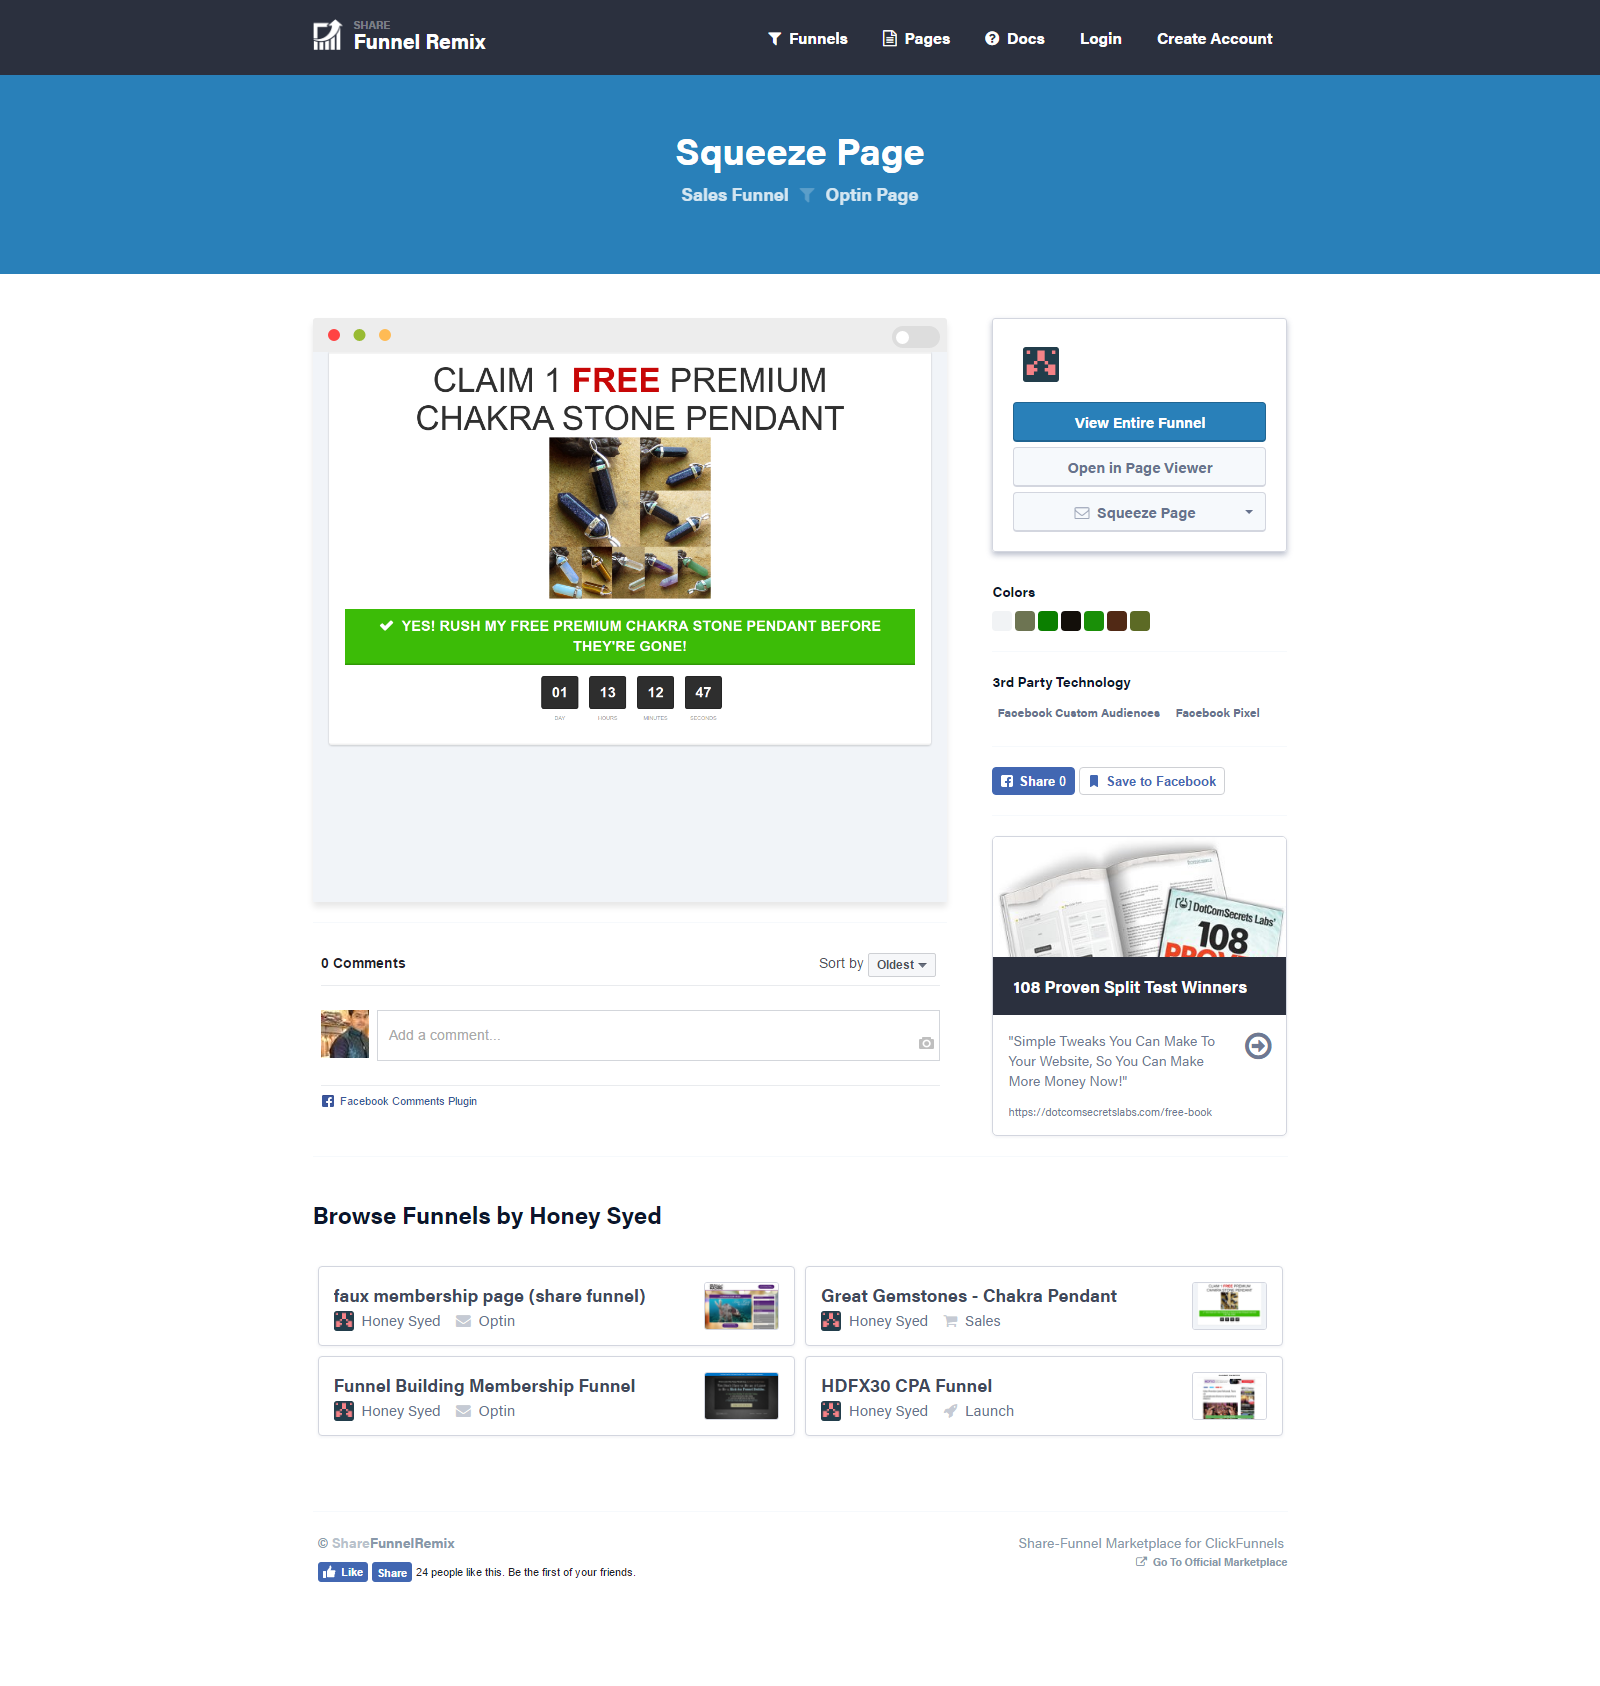 SHARE
Funnel Remix
Funnels
Pages
Docs
Login
Create Account
Squeeze Page
Sales Funnel
Optin Page
CLAIM 1 FREE PREMIUM
CHAKRA STONE PENDANT
YES! RUSH MY FREE PREMIUM CHAKRA STONE PENDANT BEFORE
THEY'RE GONE!
01 13 12 47
DAY HOURS MINUTES SECONDS
View Entire Funnel
Open in Page Viewer
Squeeze Page
Colors
3rd Party Technology
Facebook Custom Audiences Facebook Pixel
Share 0
Save to Facebook
DotComSecrets Labs'
108
108 Proven Split Test Winners
"Simple Tweaks You Can Make To
Your Website, So You Can Make
More Money Now!"
https://dotcomsecretslabs.com/free-book
0 Comments
Sort by Oldest
Add a comment...
Facebook Comments Plugin
Browse Funnels by Honey Syed
faux membership page (share funnel)
Honey Syed Optin
Great Gemstones - Chakra Pendant
Honey Syed Sales
CLAIM 1 FREE PREMIUM
CHAKRA STONE PENDANT
Funnel Building Membership Funnel
Honey Syed Optin
HDFX30 CPA Funnel
Honey Syed Launch
© ShareFunnelRemix
Like Share 24 people like this. Be the first of your friends.
Share-Funnel Marketplace for ClickFunnels
Go To Official Marketplace